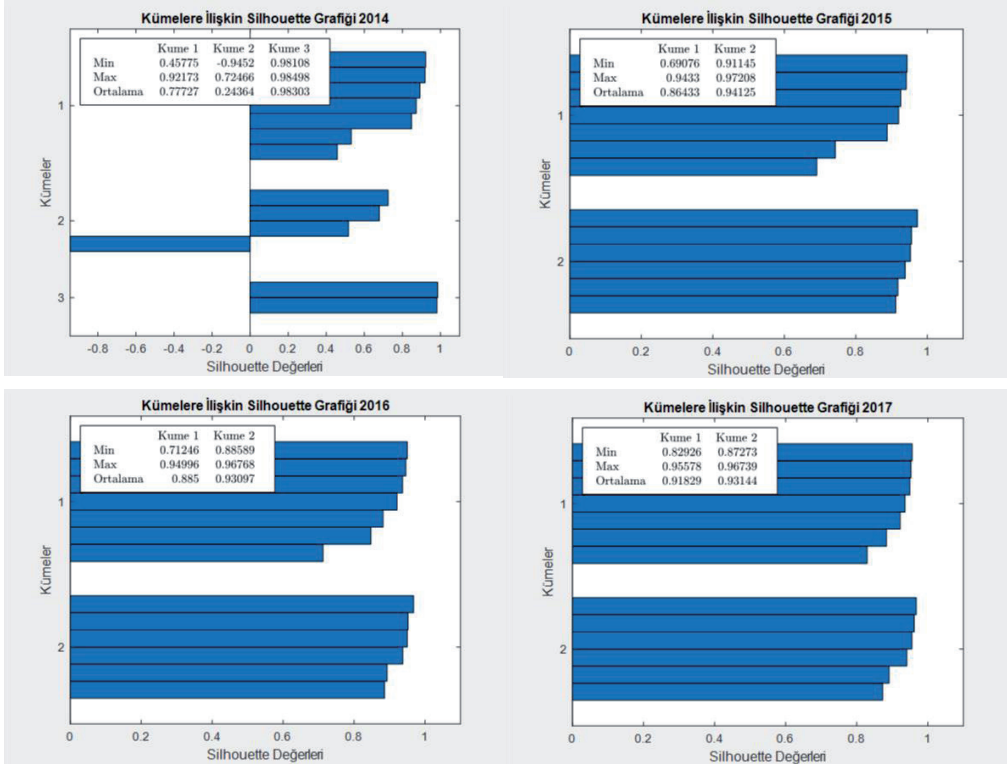 Kümelere İlişkin Silhouette Grafiği 2014
Kume 1 Kume 2 Kume 3
Min 0.45775 -0.9452 0.98108
Max 0.92173 0.72466 0.98498
Ortalama 0.77727 0.24364 0.98303
Kümeler
1
2
3
-0.8 -0.6 -0.4 -0.2 0 0.2 0.4 0.6 0.8 1
Silhouette Değerleri
Kümelere İlişkin Silhouette Grafiği 2015
Kume 1 Kume 2
Min 0.69076 0.91145
Max 0.9433 0.97208
Ortalama 0.86433 0.94125
Kümeler
1
2
0 0.2 0.4 0.6 0.8 1
Silhouette Değerleri
Kümelere İlişkin Silhouette Grafiği 2016
Kume 1 Kume 2
Min 0.71246 0.88589
Max 0.94996 0.96768
Ortalama 0.885 0.93097
Kümeler
1
2
0 0.2 0.4 0.6 0.8 1
Silhouette Değerleri
Kümelere İlişkin Silhouette Grafiği 2017
Kume 1 Kume 2
Min 0.82926 0.87273
Max 0.95578 0.96739
Ortalama 0.91829 0.93144
Kümeler
1
2
0 0.2 0.4 0.6 0.8 1
Silhouette Değerleri